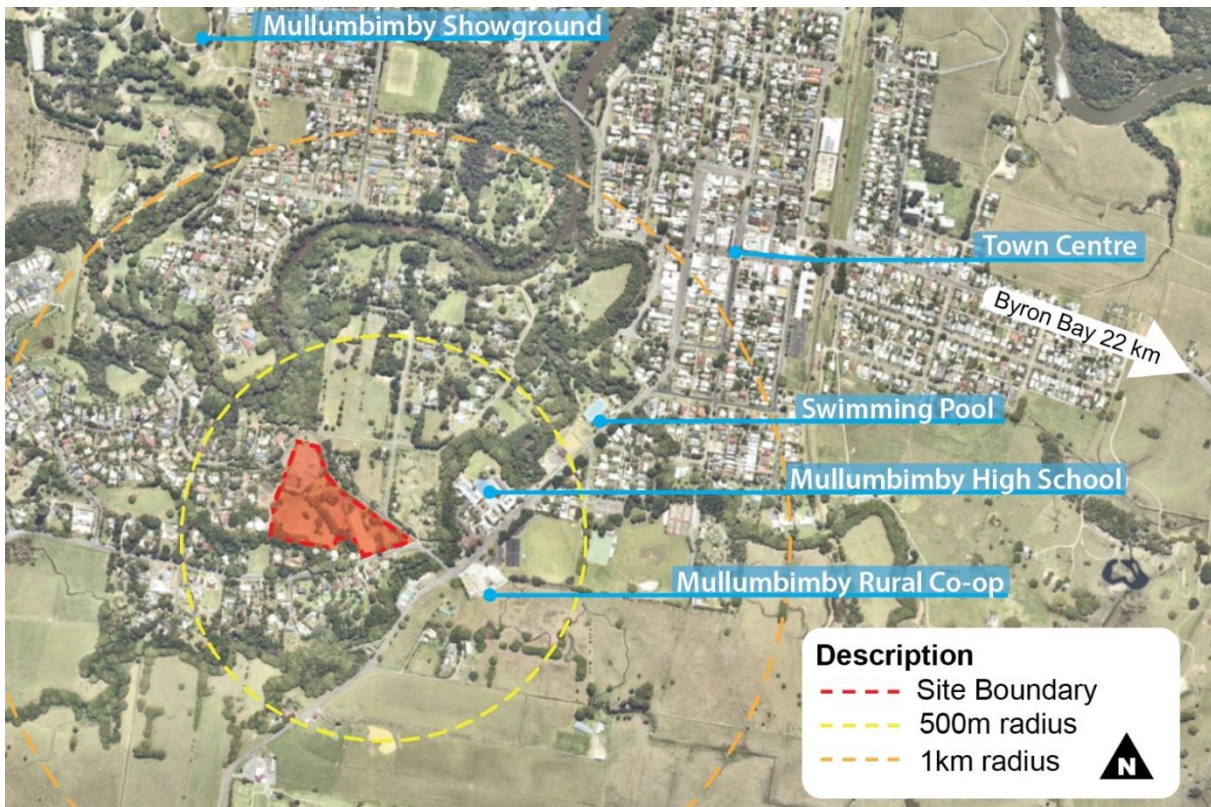 Mullumbimby Showground
Town Centre
Byron Bay 22 km
Swimming Pool
Mullumbimby High School
Mullumbimby Rural Co-op
Description
Site Boundary
500m radius
1km radius
N